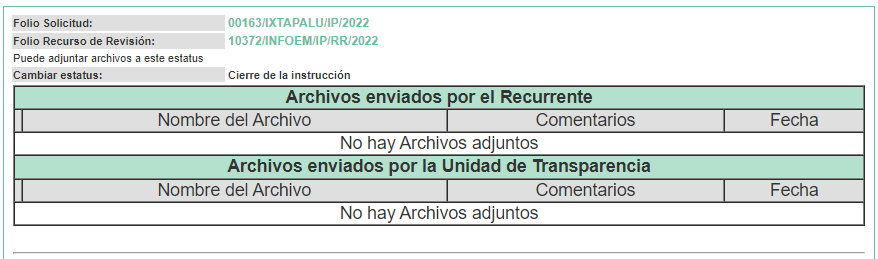 Folio Solicitud: 00163/IXTAPALU/IP/2022
Folio Recurso de Revisión: 10372/INFOEM/IP/RR/2022
Puede adjuntar archivos a este estatus
Cambiar estatus: Cierre de la instrucción
Archivos enviados por el Recurrente
Nombre del Archivo Comentarios Fecha
No hay Archivos adjuntos
Archivos enviados por la Unidad de Transparencia
Nombre del Archivo Comentarios Fecha
No hay Archivos adjuntos